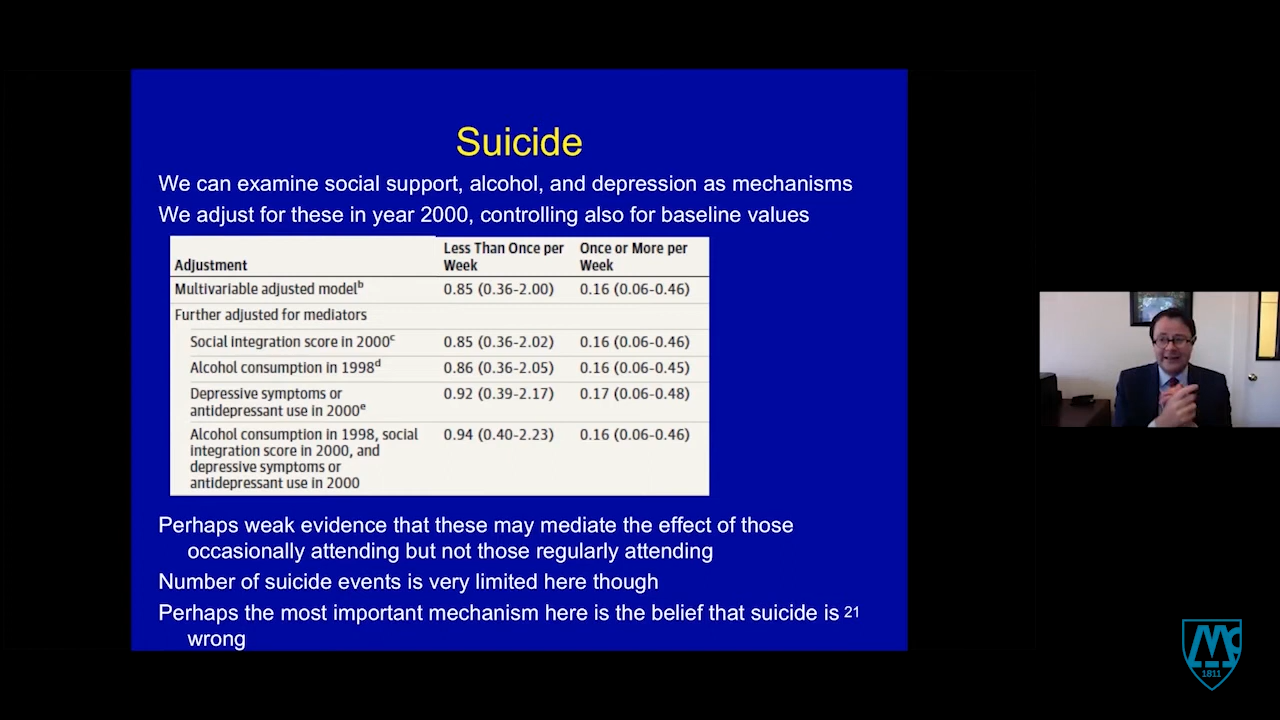 Suicide
We can examine social support, alcohol, and depression as mechanisms
We adjust for these in year 2000, controlling also for baseline values
Adjustment Less Than Once per Week Once or More per Week
Multivariable adjusted modelᵇ 0.85 (0.36-2.00) 0.16 (0.06-0.46)
Further adjusted for mediators
Social integration score in 2000ᶜ 0.85 (0.36-2.02) 0.16 (0.06-0.46)
Alcohol consumption in 1998ᵈ 0.86 (0.36-2.05) 0.16 (0.06-0.45)
Depressive symptoms or 0.92 (0.39-2.17) 0.17 (0.06-0.48)
antidepressant use in 2000ᵉ
Alcohol consumption in 1998, social 0.94 (0.40-2.23) 0.16 (0.06-0.46)
integration score in 2000, and
depressive symptoms or
antidepressant use in 2000
Perhaps weak evidence that these may mediate the effect of those
occasionally attending but not those regularly attending
Number of suicide events is very limited here though
Perhaps the most important mechanism here is the belief that suicide is 21
wrong
MC
1811